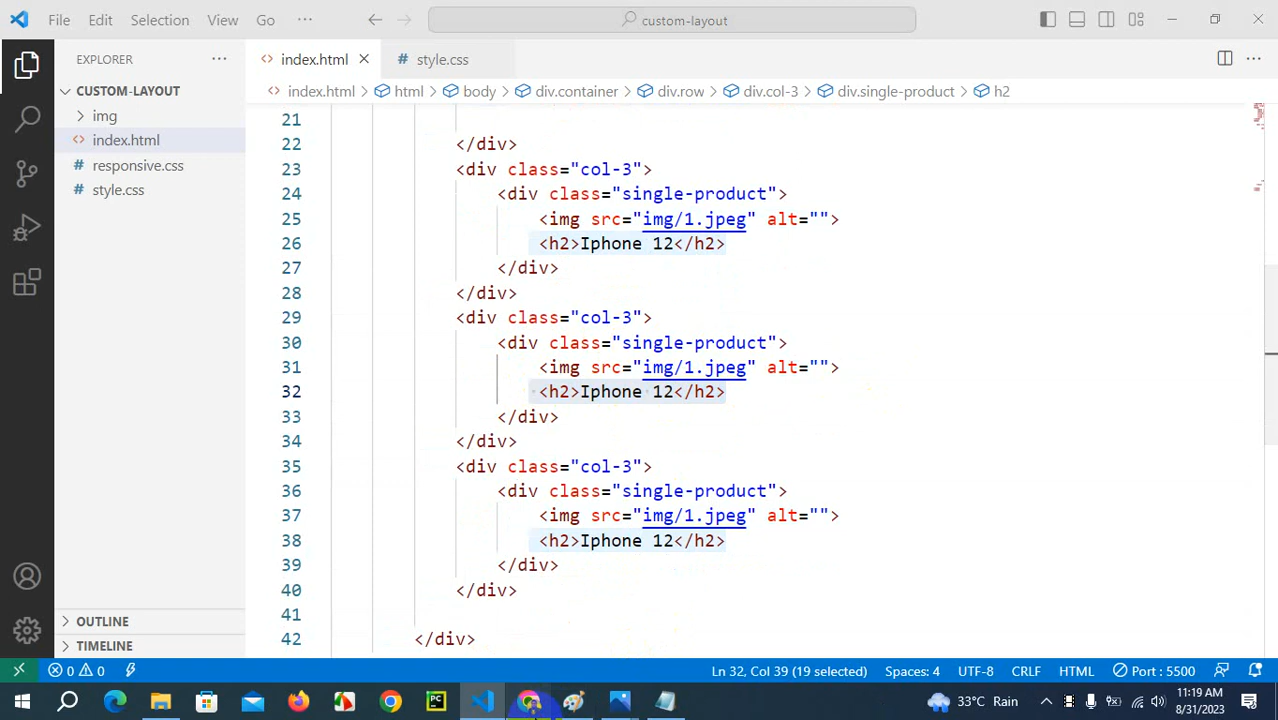 File Edit Selection View Go ··· custom-layout
EXPLORER ···
CUSTOM-LAYOUT
img
index.html
responsive.css
style.css
OUTLINE
TIMELINE
index.html
style.css
index.html > html > body > div.container > div.row > div.col-3 > div.single-product > h2
21
22 </div>
23 <div class="col-3">
24 <div class="single-product">
25 <img src="img/1.jpeg" alt="">
26 <h2>Iphone 12</h2>
27 </div>
28 </div>
29 <div class="col-3">
30 <div class="single-product">
31 <img src="img/1.jpeg" alt="">
32 <h2>Iphone 12</h2>
33 </div>
34 </div>
35 <div class="col-3">
36 <div class="single-product">
37 <img src="img/1.jpeg" alt="">
38 <h2>Iphone 12</h2>
39 </div>
40 </div>
41
42 </div>
0 0 Ln 32, Col 39 (19 selected) Spaces: 4 UTF-8 CRLF HTML Port : 5500
PC 33°C Rain 11:19 AM
8/31/2023